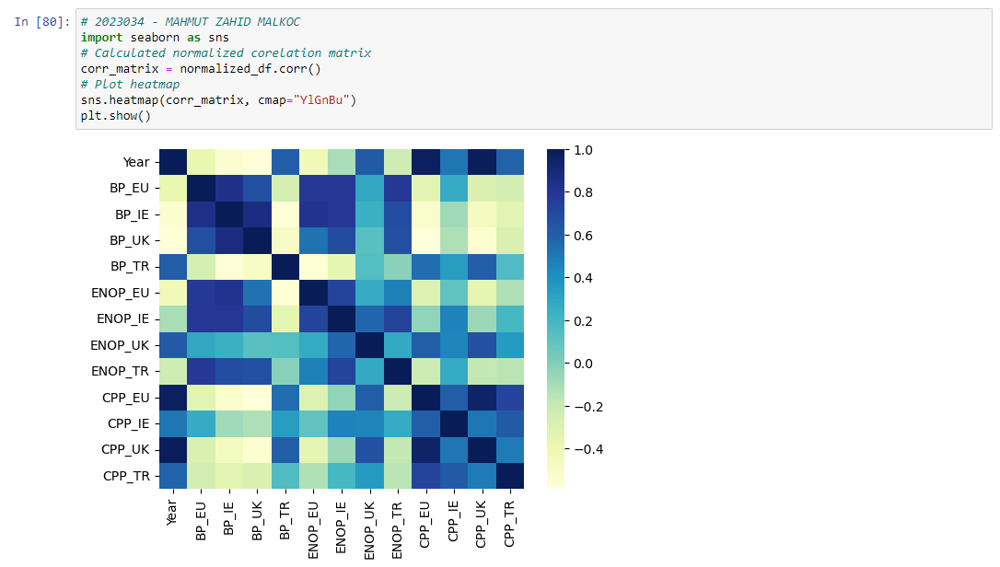 In [80]:
# 2023034 - MAHMUT ZAHID MALKOC
import seaborn as sns
# Calculated normalized corelation matrix
corr_matrix = normalized_df.corr()
# Plot heatmap
sns.heatmap(corr_matrix, cmap="YlGnBu")
plt.show()
Year
BP_EU
BP_IE
BP_UK
BP_TR
ENOP_EU
ENOP_IE
ENOP_UK
ENOP_TR
CPP_EU
CPP_IE
CPP_UK
CPP_TR
Year
BP_EU
BP_IE
BP_UK
BP_TR
ENOP_EU
ENOP_IE
ENOP_UK
ENOP_TR
CPP_EU
CPP_IE
CPP_UK
CPP_TR
1.0
0.8
0.6
0.4
0.2
0.0
−0.2
−0.4